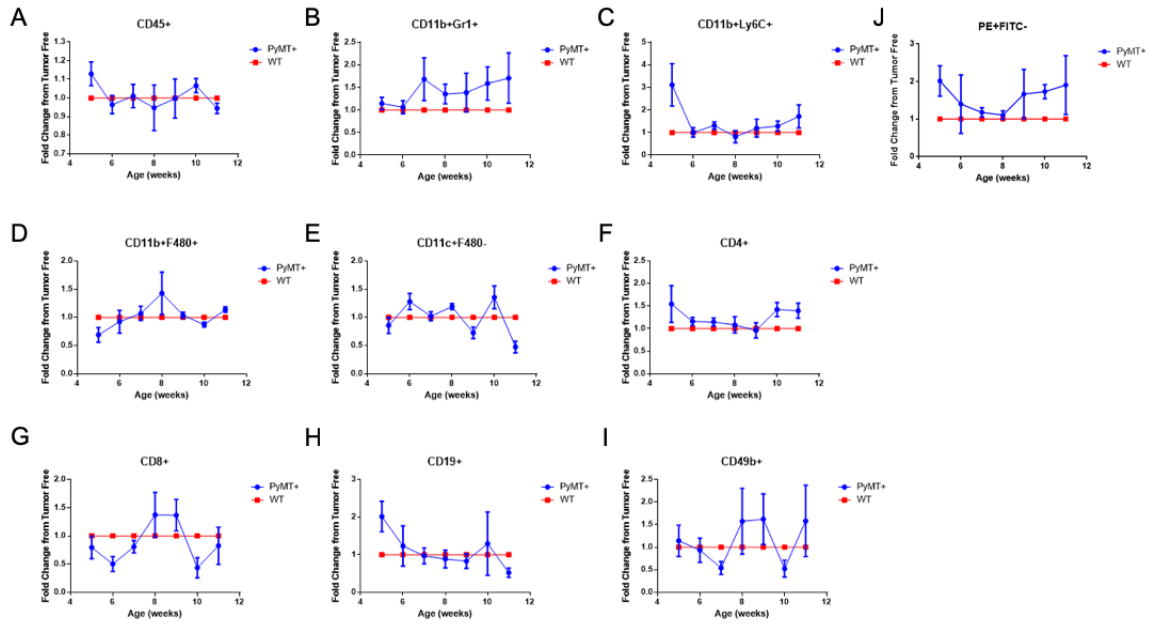 A
CD45+
Fold Change from Tumor Free
1.3
1.2
1.1
1.0
0.9
0.8
0.7
4 6 8 10 12
Age (weeks)
PyMT+
WT
B
CD11b+Gr1+
Fold Change from Tumor Free
2.5
2.0
1.5
1.0
0.5
0.0
4 6 8 10 12
Age (weeks)
PyMT+
WT
C
CD11b+Ly6C+
Fold Change from Tumor Free
5
4
3
2
1
0
4 6 8 10 12
Age (weeks)
PyMT+
WT
J
PE+FITC-
Fold Change from Tumor Free
3
2
1
0
4 6 8 10 12
Age (weeks)
PyMT+
WT
D
CD11b+F480+
Fold Change from Tumor Free
2.0
1.5
1.0
0.5
0.0
4 6 8 10 12
Age (weeks)
PyMT+
WT
E
CD11c+F480-
Fold Change from Tumor Free
2.0
1.5
1.0
0.5
0.0
4 6 8 10 12
Age (weeks)
PyMT+
WT
F
CD4+
Fold Change from Tumor Free
2.5
2.0
1.5
1.0
0.5
0.0
4 6 8 10 12
Age (weeks)
PyMT+
WT
G
CD8+
Fold Change from Tumor Free
2.0
1.5
1.0
0.5
0.0
4 6 8 10 12
Age (weeks)
PyMT+
WT
H
CD19+
Fold Change from Tumor Free
3
2
1
0
4 6 8 10 12
Age (weeks)
PyMT+
WT
I
CD49b+
Fold Change from Tumor Free
2.5
2.0
1.5
1.0
0.5
0.0
4 6 8 10 12
Age (weeks)
PyMT+
WT